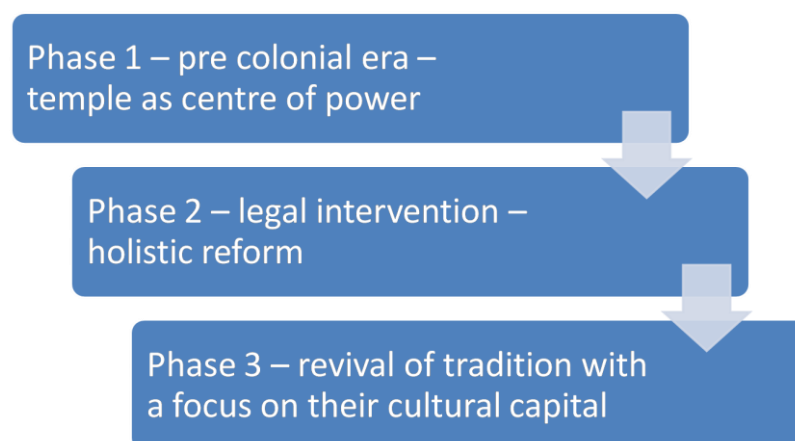 Phase 1 – pre colonial era –
temple as centre of power
Phase 2 – legal intervention –
holistic reform
Phase 3 – revival of tradition with
a focus on their cultural capital